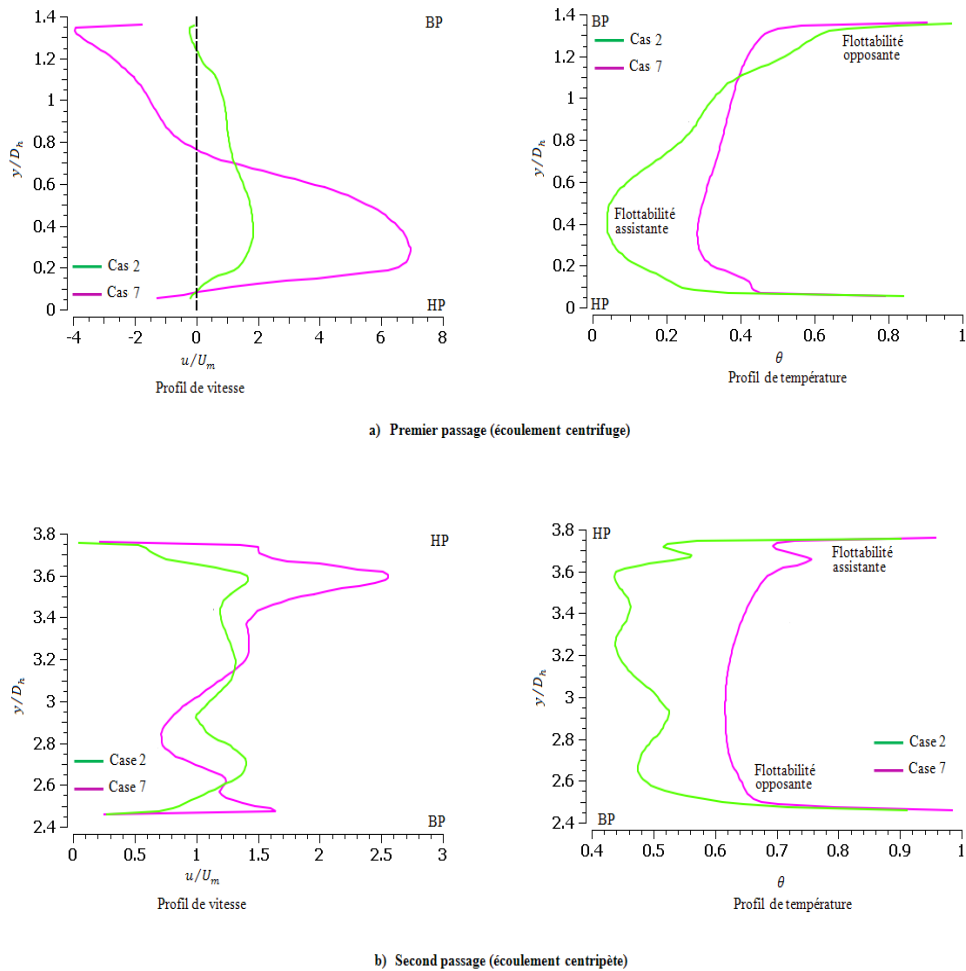 1.4
1.2
1
0.8
0.6
0.4
0.2
0
y/D_h
BP
Cas 2
Cas 7
HP
-4
-2
0
2
4
6
8
u/U_m
Profil de vitesse
1.4
1.2
1
0.8
0.6
0.4
0.2
0
y/D_h
BP
Cas 2
Cas 7
Flottabilité
opposante
Flottabilité
assistante
HP
0
0.2
0.4
0.6
0.8
1
θ
Profil de température
a) Premier passage (écoulement centrifuge)
3.8
3.6
3.4
3.2
3
2.8
2.6
2.4
y/D_h
HP
Case 2
Case 7
BP
0
1
1.5
2
2.5
3
u/U_m
Profil de vitesse
3.8
3.6
3.4
3.2
3
2.8
2.6
2.4
y/D_h
HP
Flottabilité
assistante
Case 2
Case 7
Flottabilité
opposante
BP
0.4
0.5
0.6
0.7
0.8
0.9
1
θ
Profil de température
b) Second passage (écoulement centripète)